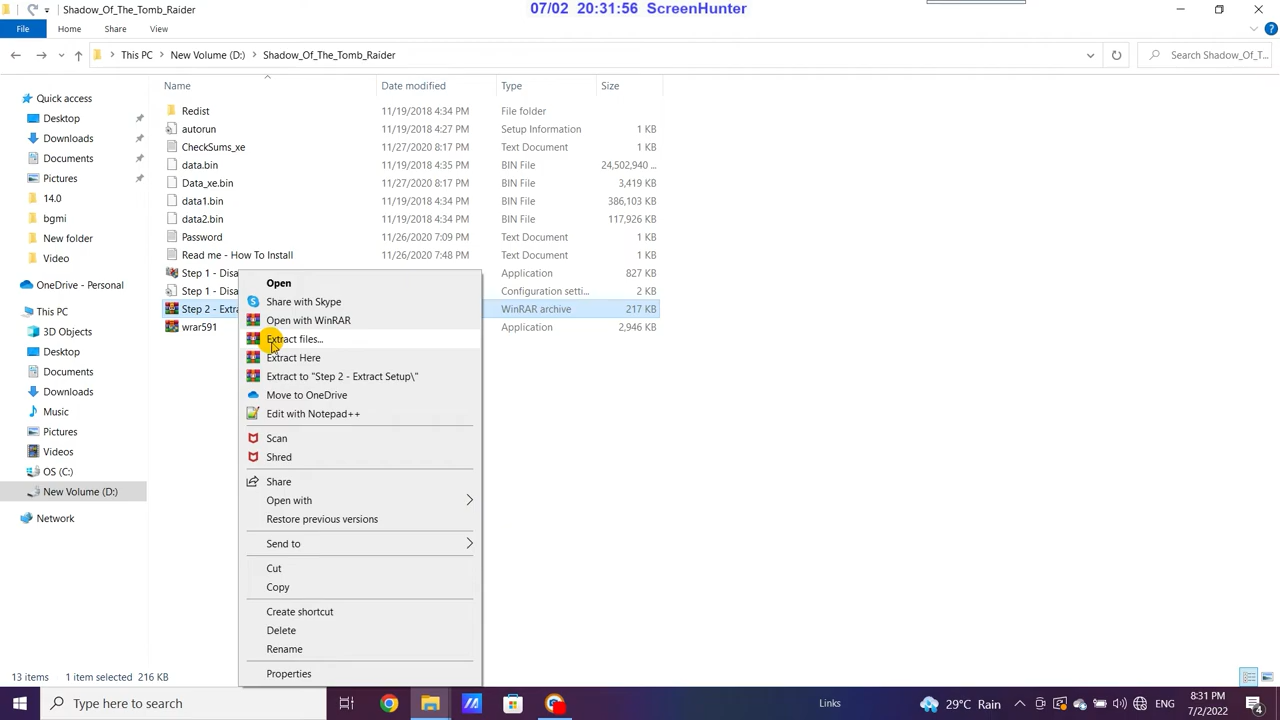 Shadow_Of_The_Tomb_Raider
07/02 20:31:56 ScreenHunter
File Home Share View
This PC New Volume (D:) Shadow_Of_The_Tomb_Raider
Search Shadow_Of_T...
Name Date modified Type Size
Quick access
Desktop
Downloads
Documents
Pictures
14.0
bgmi
New folder
Video
OneDrive - Personal
This PC
3D Objects
Desktop
Documents
Downloads
Music
Pictures
Videos
OS (C:)
New Volume (D:)
Network
Redist 11/19/2018 4:34 PM File folder
autorun 11/19/2018 4:27 PM Setup Information 1 KB
CheckSums_xe 11/27/2020 8:17 PM Text Document 1 KB
data.bin 11/19/2018 4:35 PM BIN File 24,502,940 ...
Data_xe.bin 11/27/2020 8:17 PM BIN File 3,419 KB
data1.bin 11/19/2018 4:34 PM BIN File 386,103 KB
data2.bin 11/19/2018 4:34 PM BIN File 117,926 KB
Password 11/26/2020 7:09 PM Text Document 1 KB
Read me - How To Install 11/26/2020 7:48 PM Text Document 1 KB
Step 1 - Disa Application 827 KB
Step 1 - Disa Configuration setti... 2 KB
Step 2 - Extra WinRAR archive 217 KB
wrar591 Application 2,946 KB
Open
Share with Skype
Open with WinRAR
Extract files...
Extract Here
Extract to "Step 2 - Extract Setup\"
Move to OneDrive
Edit with Notepad++
Scan
Shred
Share
Open with
Restore previous versions
Send to
Cut
Copy
Create shortcut
Delete
Rename
Properties
13 items 1 item selected 216 KB
Type here to search
Links
29°C Rain
ENG
8:31 PM
7/2/2022
4